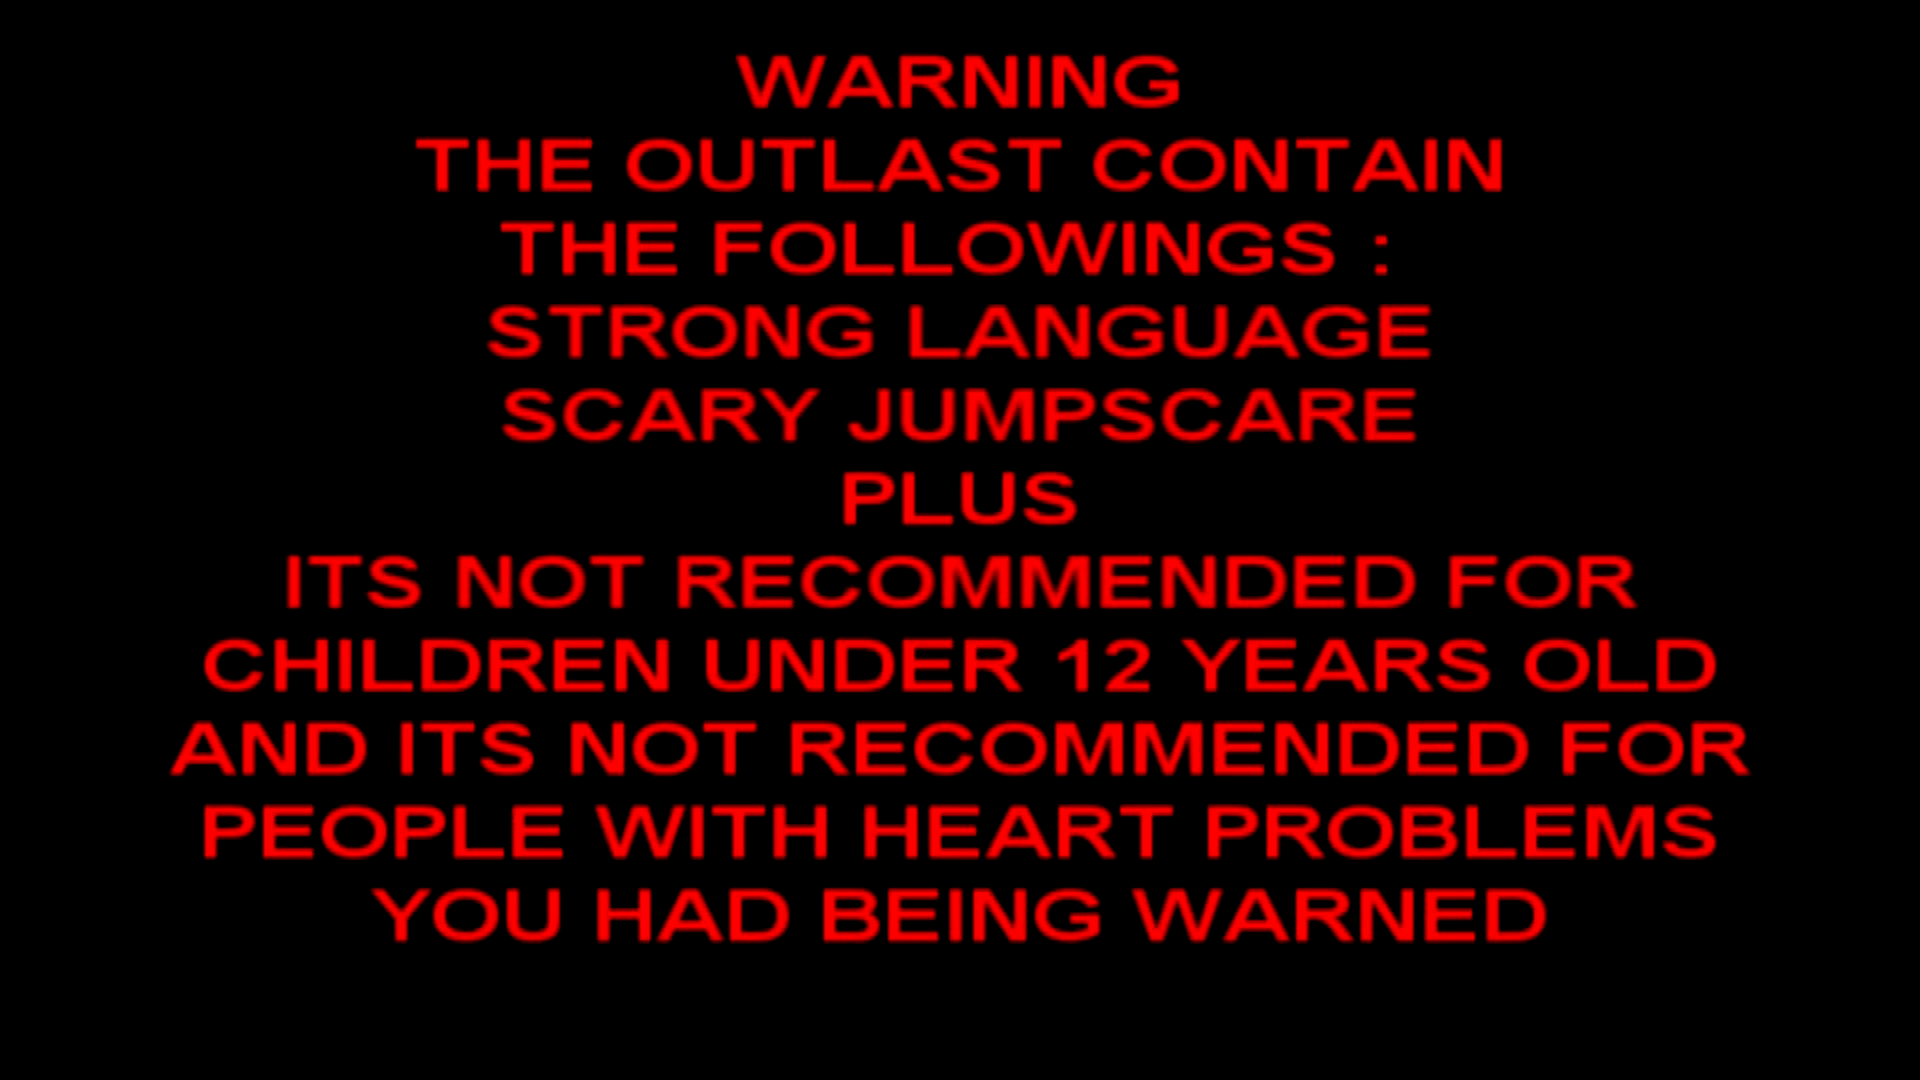 WARNING
THE OUTLAST CONTAIN
THE FOLLOWINGS :
STRONG LANGUAGE
SCARY JUMPSCARE
PLUS
ITS NOT RECOMMENDED FOR
CHILDREN UNDER 12 YEARS OLD
AND ITS NOT RECOMMENDED FOR
PEOPLE WITH HEART PROBLEMS
YOU HAD BEING WARNED